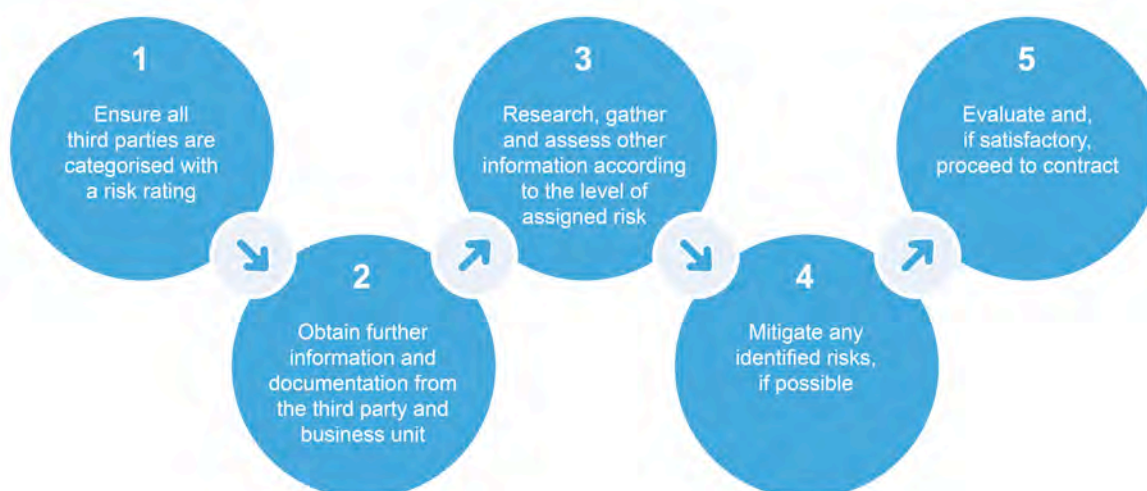 1
Ensure all
third parties are
categorised with
a risk rating
2
Obtain further
information and
documentation from
the third party and
business unit
3
Research, gather
and assess other
information according
to the level of
assigned risk
4
Mitigate any
identified risks,
if possible
5
Evaluate and,
if satisfactory,
proceed to contract